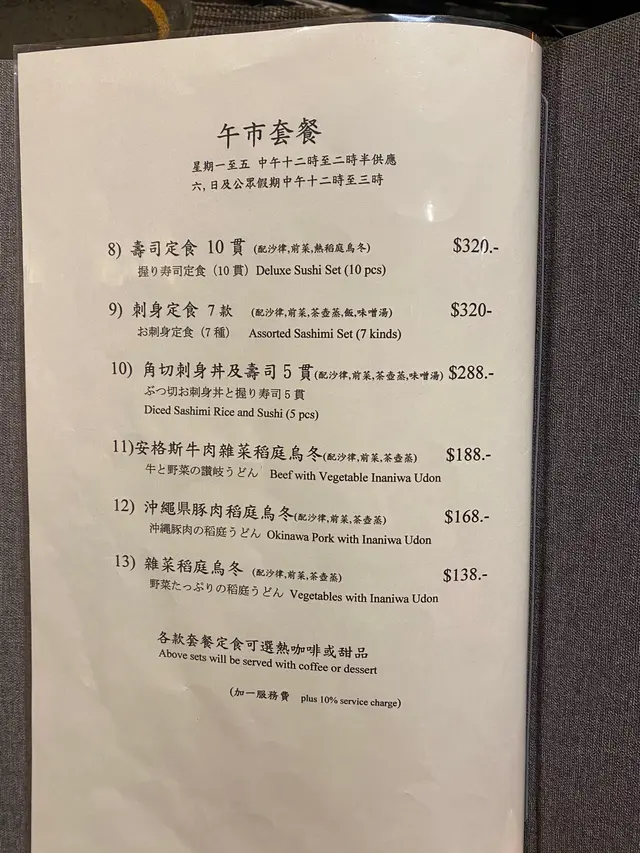 午市套餐
星期一至五 中午十二時至二時半供應
六,日及公眾假期中午十二時至三時
8) 壽司定食 10 貫 (配沙律,前菜,熱稻庭烏冬) $320.-
握り寿司定食（10 貫）Deluxe Sushi Set (10 pcs)
9) 刺身定食 7 款 (配沙律,前菜,茶壺蒸,飯,味噌湯) $320-
お刺身定食（7 種） Assorted Sashimi Set (7 kinds)
10) 角切刺身丼及壽司 5 貫(配沙律,前菜,茶壺蒸,味噌湯) $288.-
ぶつ切お刺身丼と握り寿司 5 貫
Diced Sashimi Rice and Sushi (5 pcs)
11)安格斯牛肉雜菜稻庭烏冬(配沙律,前菜,茶壺蒸) $188.-
牛と野菜の讃岐うどん Beef with Vegetable Inaniwa Udon
12) 沖繩県豚肉稻庭烏冬(配沙律,前菜,茶壺蒸) $168.-
沖縄豚肉の稲庭うどん Okinawa Pork with Inaniwa Udon
13) 雜菜稻庭烏冬 (配沙律,前菜,茶壺蒸) $138.-
野菜たっぷりの稲庭うどん Vegetables with Inaniwa Udon
各款套餐定食可選熱咖啡或甜品
Above sets will be served with coffee or dessert
(加一服務費 plus 10% service charge)